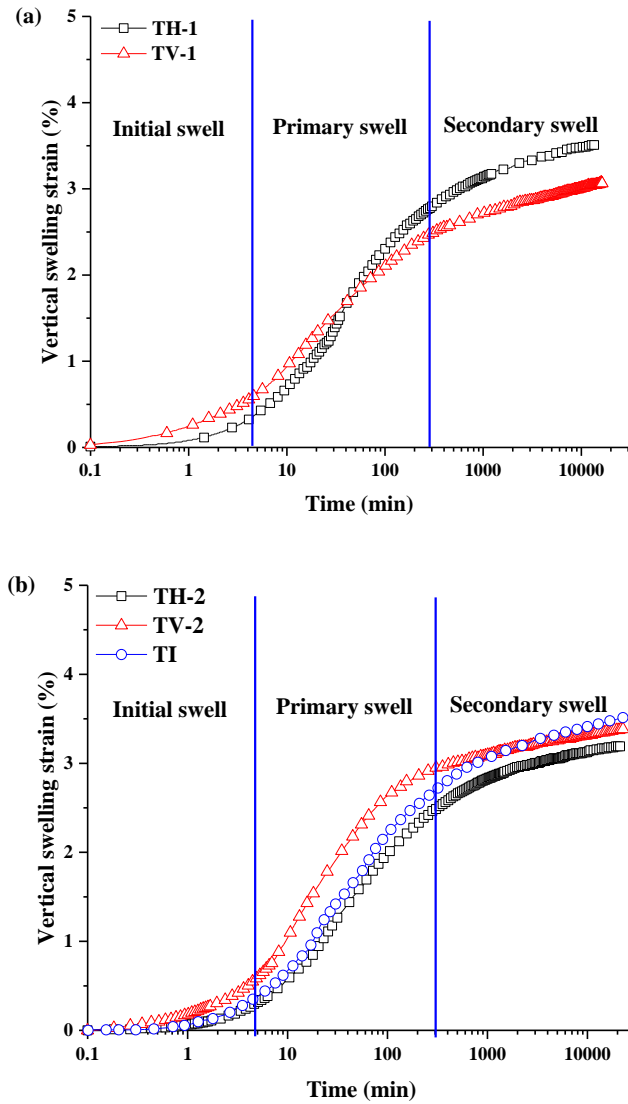 (a)
TH-1
TV-1
Initial swell
Primary swell
Secondary swell
Vertical swelling strain (%)
5
4
3
2
1
0
0.1 1 10 100 1000 10000
Time (min)
(b)
TH-2
TV-2
TI
Initial swell
Primary swell
Secondary swell
Vertical swelling strain (%)
5
4
3
2
1
0
0.1 1 10 100 1000 10000
Time (min)